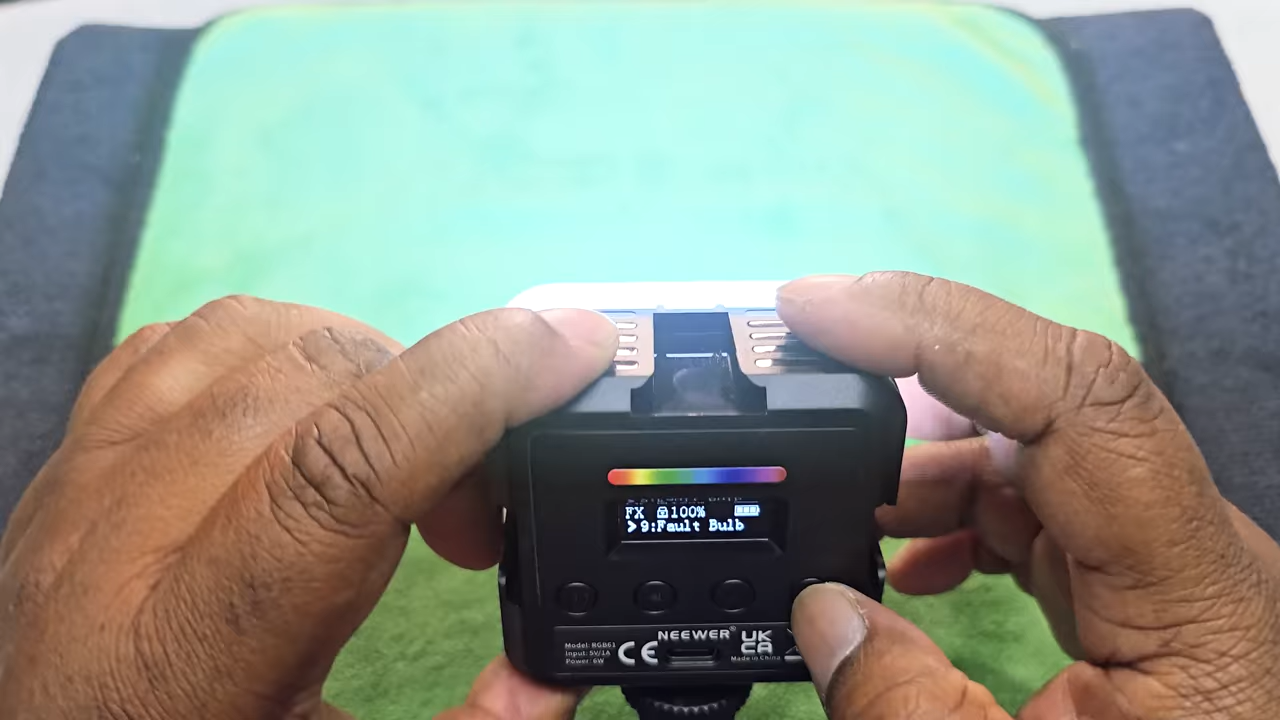 FX 100%
>9:Fault Bulb
NEEWER®
Model: RGB61
Input: 5V/1A
Power: 6W
CE
UK
CA
Made in China